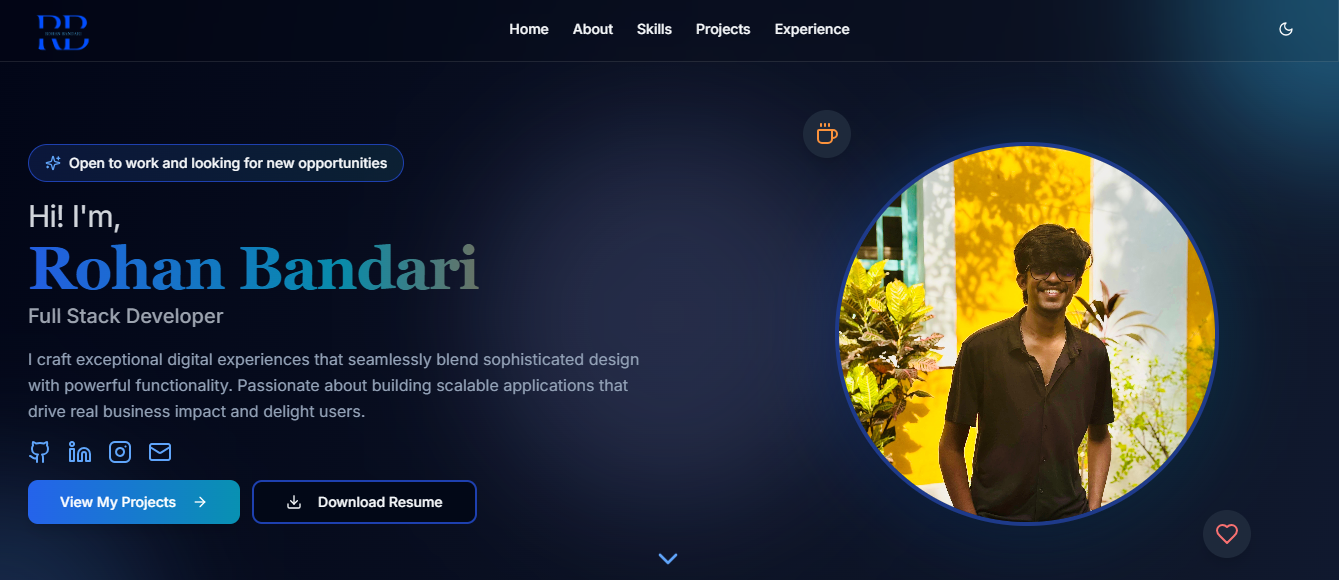 RB
ROHAN BANDARI
Home About Skills Projects Experience
Open to work and looking for new opportunities
Hi! I'm,
Rohan Bandari
Full Stack Developer
I craft exceptional digital experiences that seamlessly blend sophisticated design
with powerful functionality. Passionate about building scalable applications that
drive real business impact and delight users.
View My Projects
Download Resume